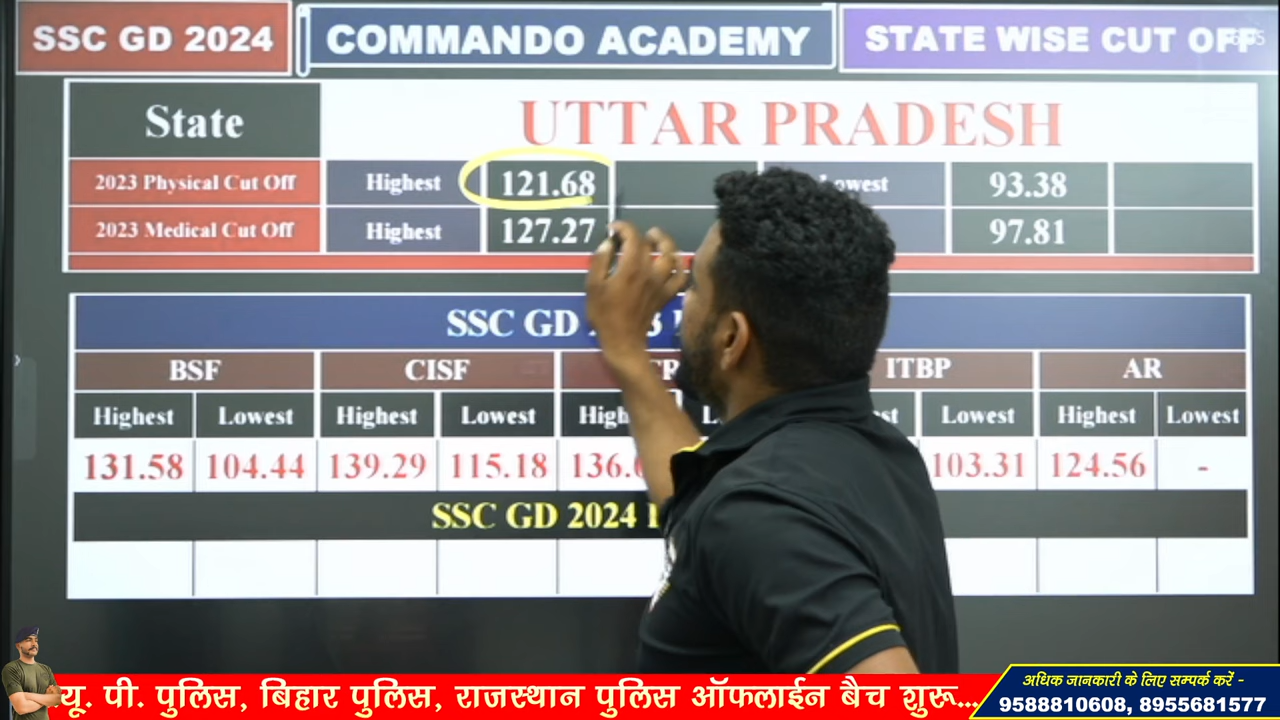 SSC GD 2024
COMMANDO ACADEMY
STATE WISE CUT OFF
State
UTTAR PRADESH
2023 Physical Cut Off Highest 121.68 Lowest 93.38
2023 Medical Cut Off Highest 127.27 97.81
SSC GD
BSF CISF ITBP AR
Highest Lowest Highest Lowest Lowest Highest Lowest
131.58 104.44 139.29 115.18 136. 103.31 124.56 -
SSC GD 2024
यू. पी. पुलिस, बिहार पुलिस, राजस्थान पुलिस ऑफलाईन बैच शुरू...
अधिक जानकारी के लिए सम्पर्क करें -
9588810608, 8955681577